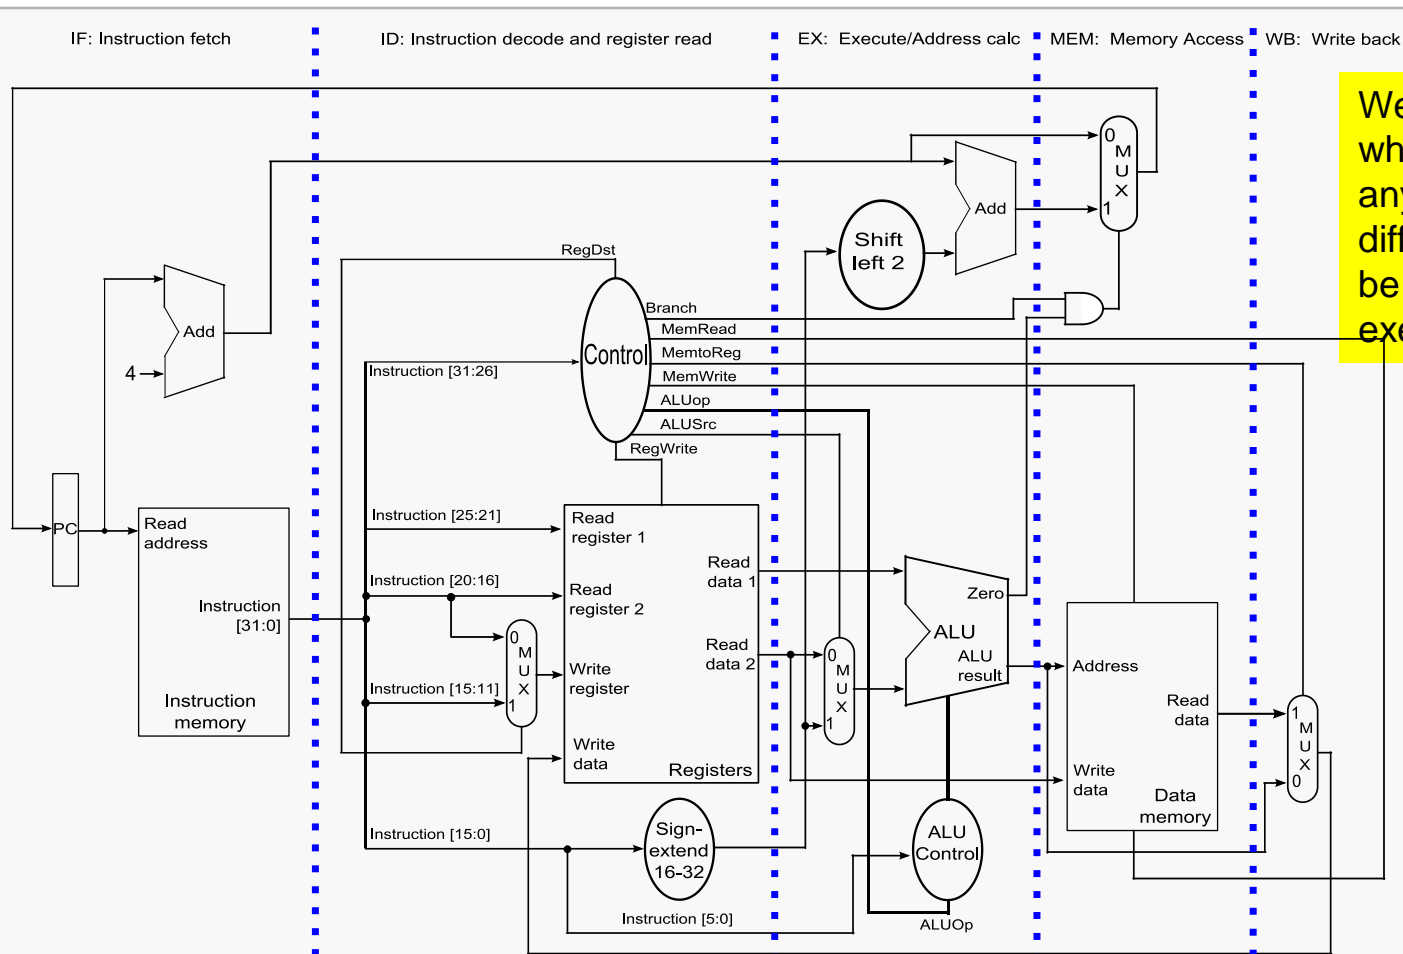 IF: Instruction fetch
ID: Instruction decode and register read
EX: Execute/Address calc
MEM: Memory Access
WB: Write back
We
any
be
0
M
U
X
1
Add
Shift
left 2
RegDst
Branch
MemRead
MemtoReg
MemWrite
ALUop
ALUSrc
RegWrite
Control
Add
4
Instruction [31:26]
PC
Read
address
Instruction
[31:0]
Instruction
memory
Instruction [25:21]
Instruction [20:16]
Instruction [15:11]
Instruction [15:0]
Instruction [5:0]
0
M
U
X
1
Read
register 1
Read
register 2
Write
register
Write
data
Read
data 1
Read
data 2
Registers
Sign-
extend
16-32
0
M
U
X
1
Zero
ALU
ALU
result
ALU
Control
ALUOp
Address
Read
data
Write
data
Data
memory
1
M
U
X
0